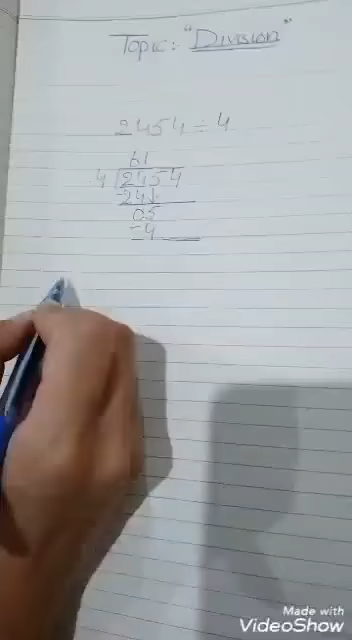 Topic: "Division"
2454 ÷ 4
61
4 2454
-24↓
05
-4
Made with
VideoShow